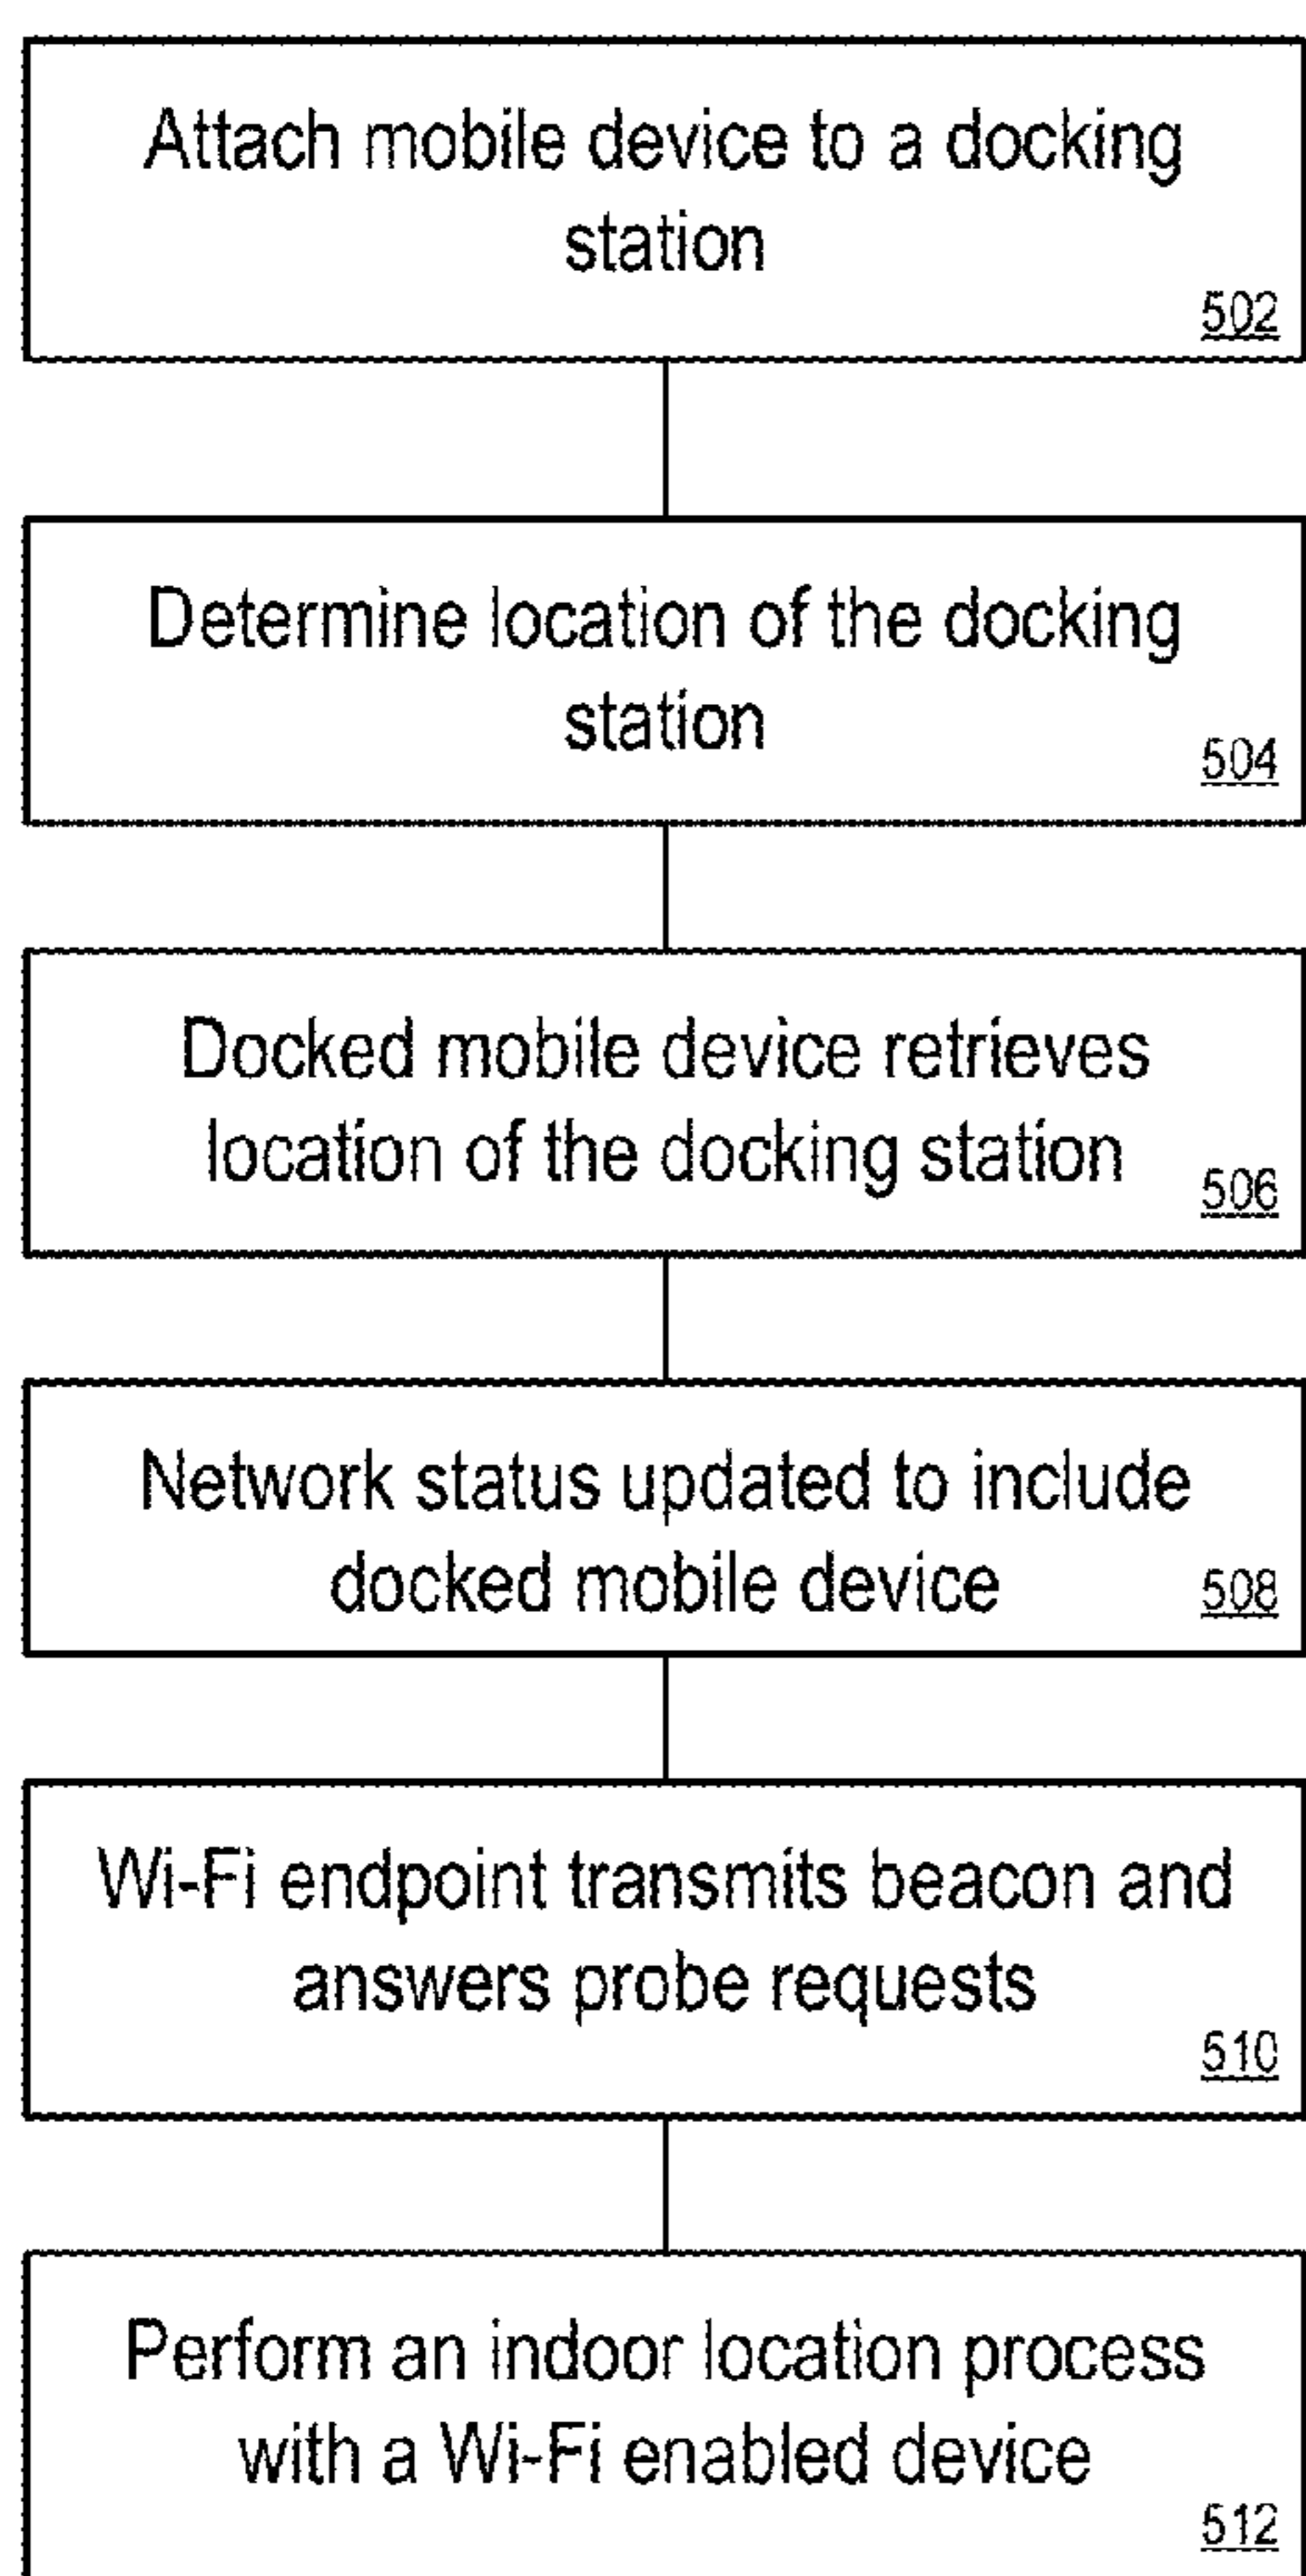 Attach mobile device to a docking
station
502
Determine location of the docking
station
504
Docked mobile device retrieves
location of the docking station
506
Network status updated to include
docked mobile device
508
Wi-Fi endpoint transmits beacon and
answers probe requests
510
Perform an indoor location process
with a Wi-Fi enabled device
512